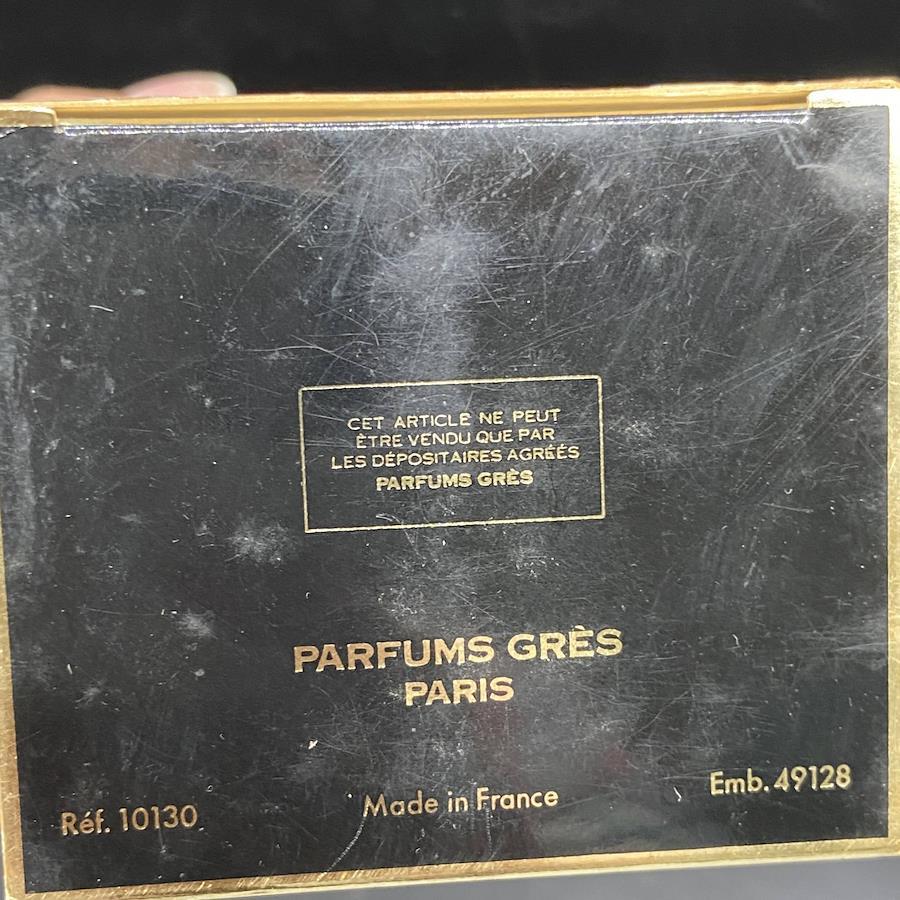 CET ARTICLE NE PEUT
ÊTRE VENDU QUE PAR
LES DÉPOSITAIRES AGRÉÉS
PARFUMS GRÈS
PARFUMS GRÈS
PARIS
Réf. 10130
Made in France
Emb. 49128